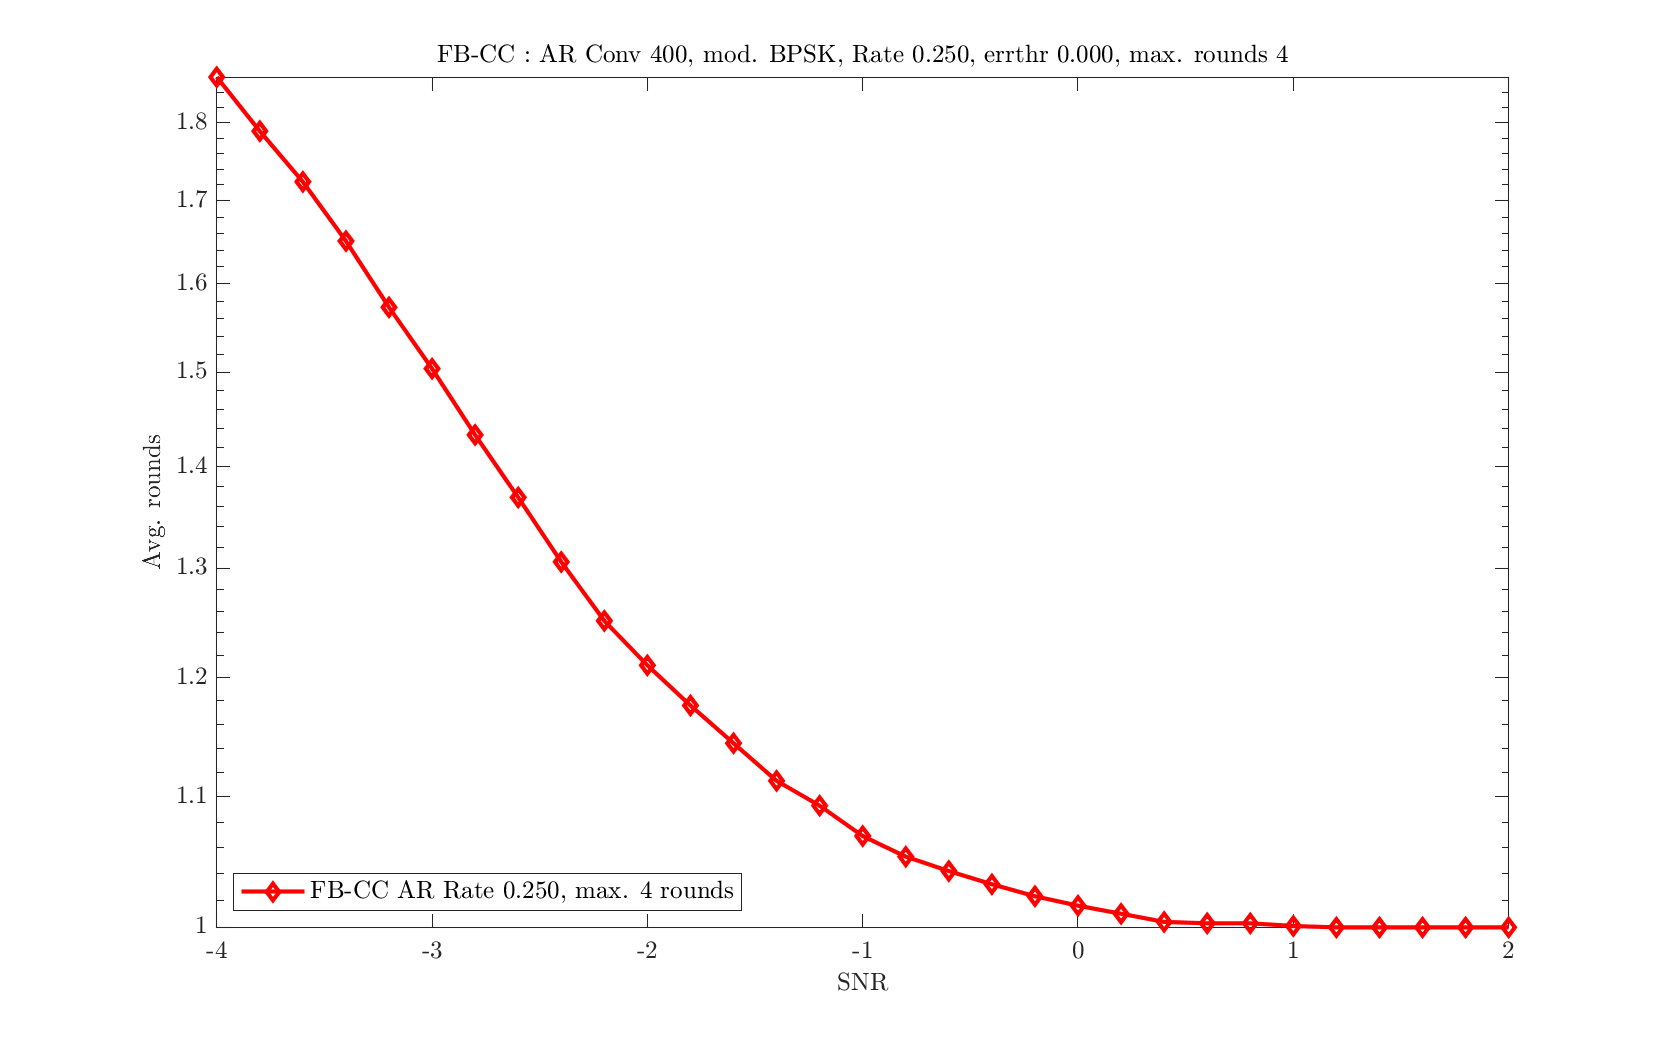 FB-CC : AR Conv 400, mod. BPSK, Rate 0.250, errthr 0.000, max. rounds 4
1.8
1.7
1.6
1.5
1.4
1.3
1.2
1.1
1
Avg. rounds
FB-CC AR Rate 0.250, max. 4 rounds
-4 -3 -2 -1 0 1 2
SNR